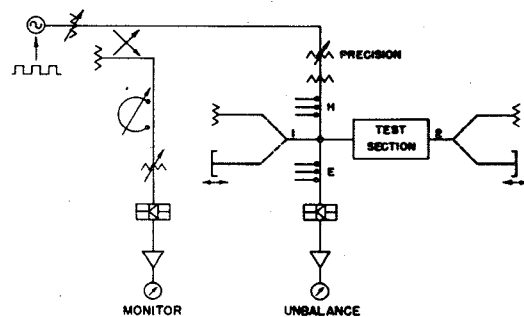 PRECISION
H
1
TEST
SECTION
2
E
MONITOR
UNBALANCE